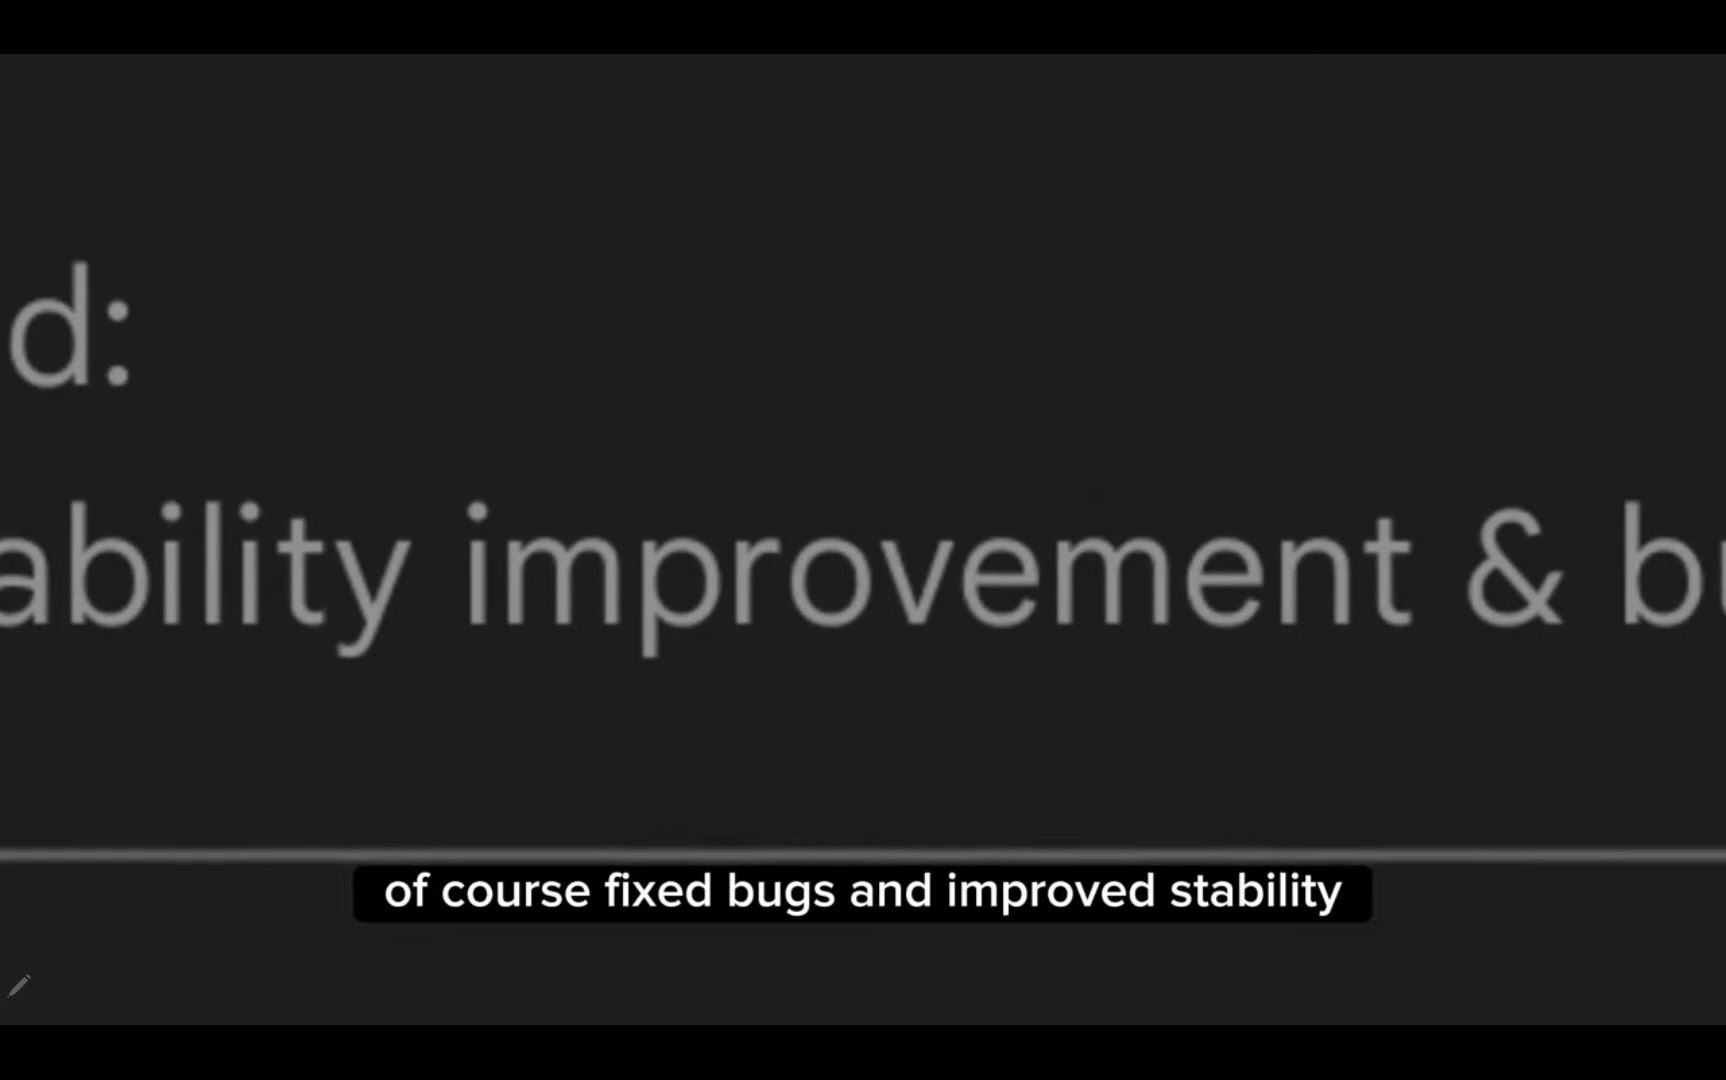 d:
ability improvement & bu
of course fixed bugs and improved stability